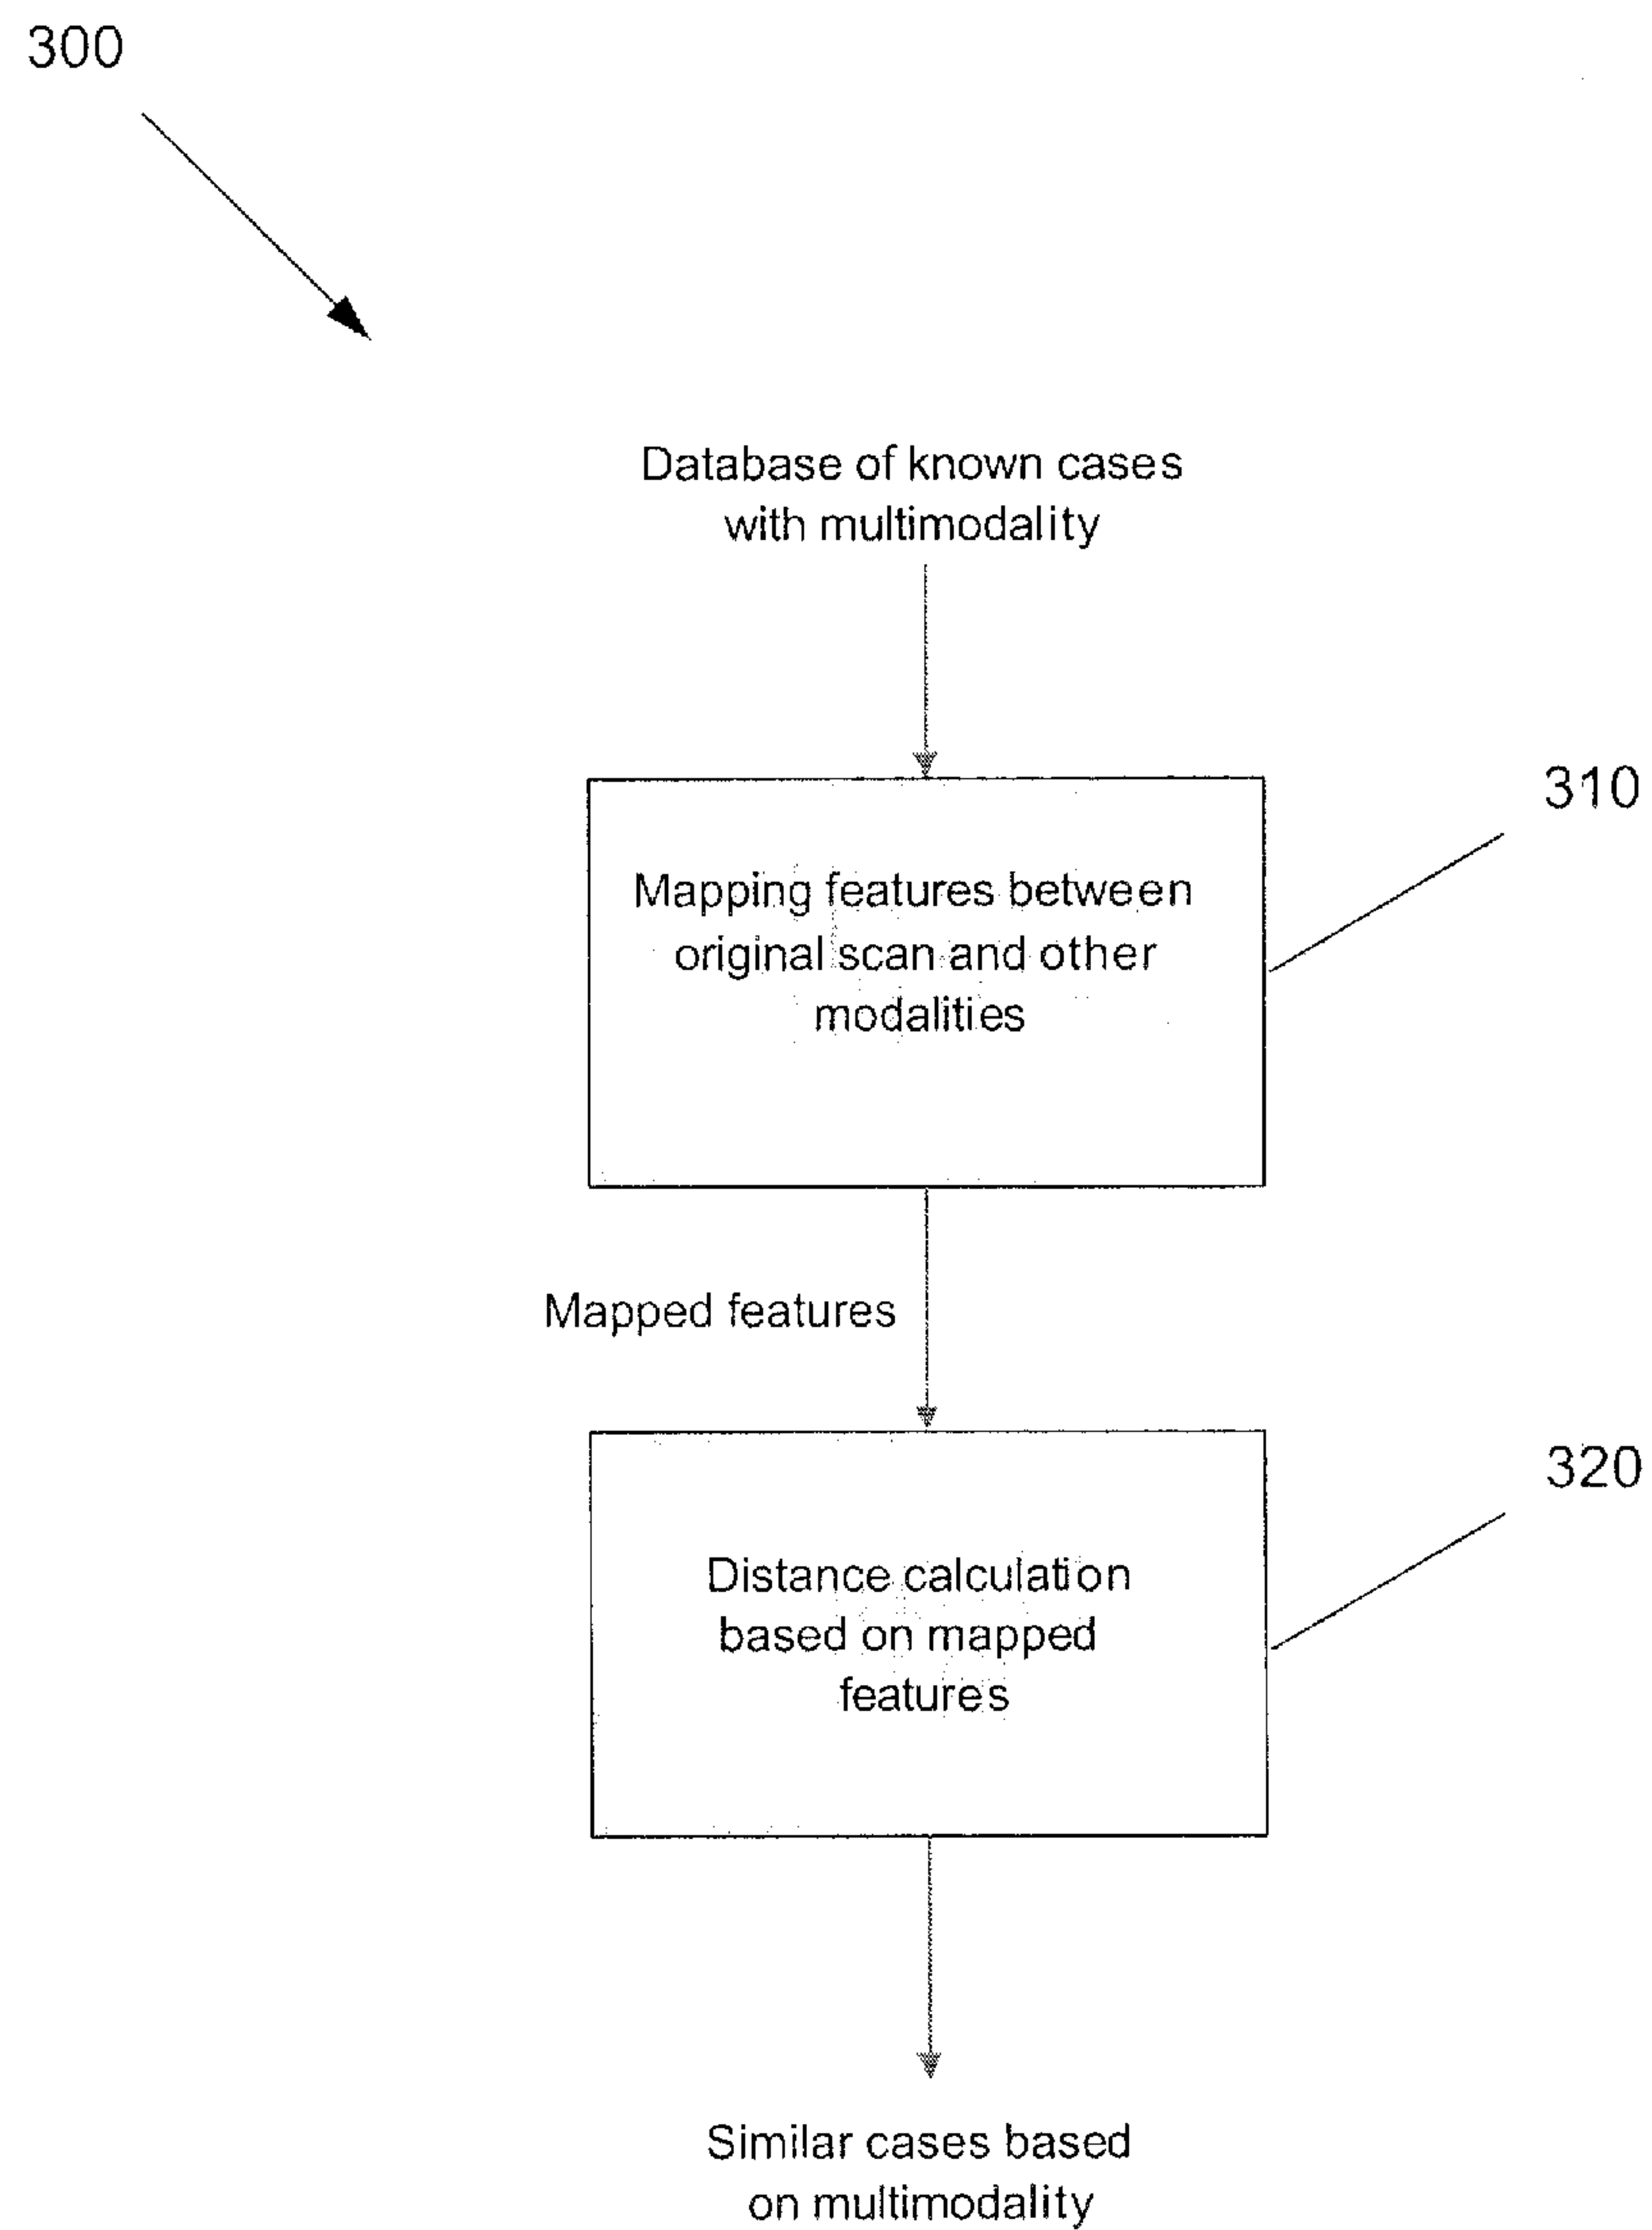 300
Database of known cases
with multimodality
310
Mapping features between
original scan and other
modalities
Mapped features
320
Distance calculation
based on mapped
features
Similar cases based
on multimodality